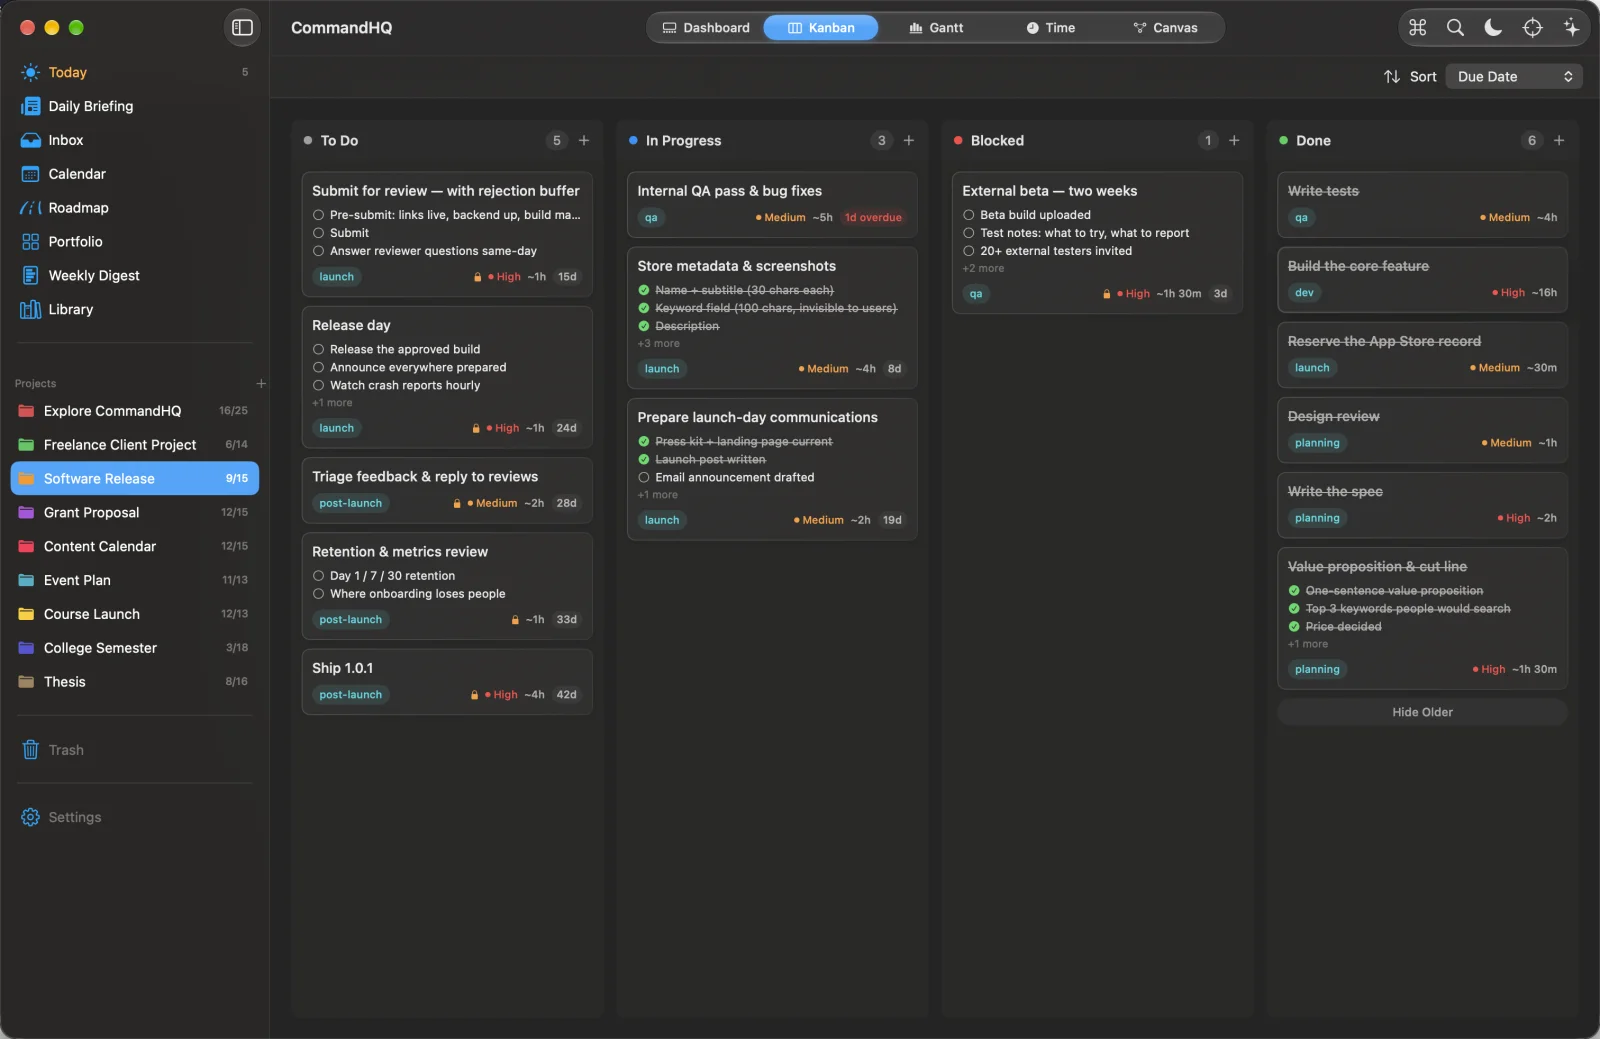 CommandHQ
Dashboard
Kanban
Gantt
Time
Canvas
Sort
Due Date
Today 5
Daily Briefing
Inbox
Calendar
Roadmap
Portfolio
Weekly Digest
Library
Projects
Explore CommandHQ 16/25
Freelance Client Project 6/14
Software Release 9/15
Grant Proposal 12/15
Content Calendar 12/15
Event Plan 11/13
Course Launch 12/13
College Semester 3/18
Thesis 8/16
Trash
Settings
To Do 5
Submit for review — with rejection buffer
Pre-submit: links live, backend up, build ma...
Submit
Answer reviewer questions same-day
launch High ~1h 15d
Release day
Release the approved build
Announce everywhere prepared
Watch crash reports hourly
+1 more
launch High ~1h 24d
Triage feedback & reply to reviews
post-launch Medium ~2h 28d
Retention & metrics review
Day 1 / 7 / 30 retention
Where onboarding loses people
post-launch ~1h 33d
Ship 1.0.1
post-launch High ~4h 42d
In Progress 3
Internal QA pass & bug fixes
qa Medium ~5h 1d overdue
Store metadata & screenshots
Name + subtitle (30 chars each)
Keyword field (100 chars, invisible to users)
Description
+3 more
launch Medium ~4h 8d
Prepare launch-day communications
Press kit + landing page current
Launch post written
Email announcement drafted
+1 more
launch Medium ~2h 19d
Blocked 1
External beta — two weeks
Beta build uploaded
Test notes: what to try, what to report
20+ external testers invited
+2 more
qa High ~1h 30m 3d
Done 6
Write tests
qa Medium ~4h
Build the core feature
dev High ~16h
Reserve the App Store record
launch Medium ~30m
Design review
planning Medium ~1h
Write the spec
planning High ~2h
Value proposition & cut line
One-sentence value proposition
Top 3 keywords people would search
Price decided
+1 more
planning High ~1h 30m
Hide Older